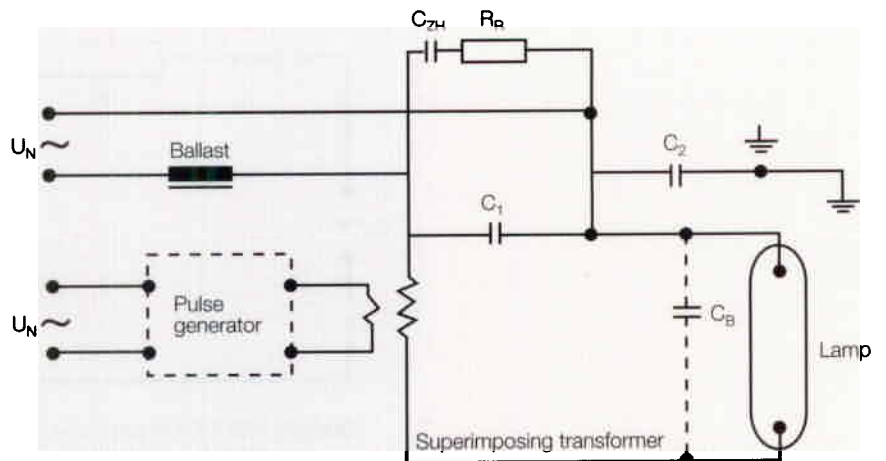 C_ZH R_B
U_N ~
Ballast
C_2
C_1
Pulse
generator
U_N ~
C_B
Lamp
Superimposing transformer